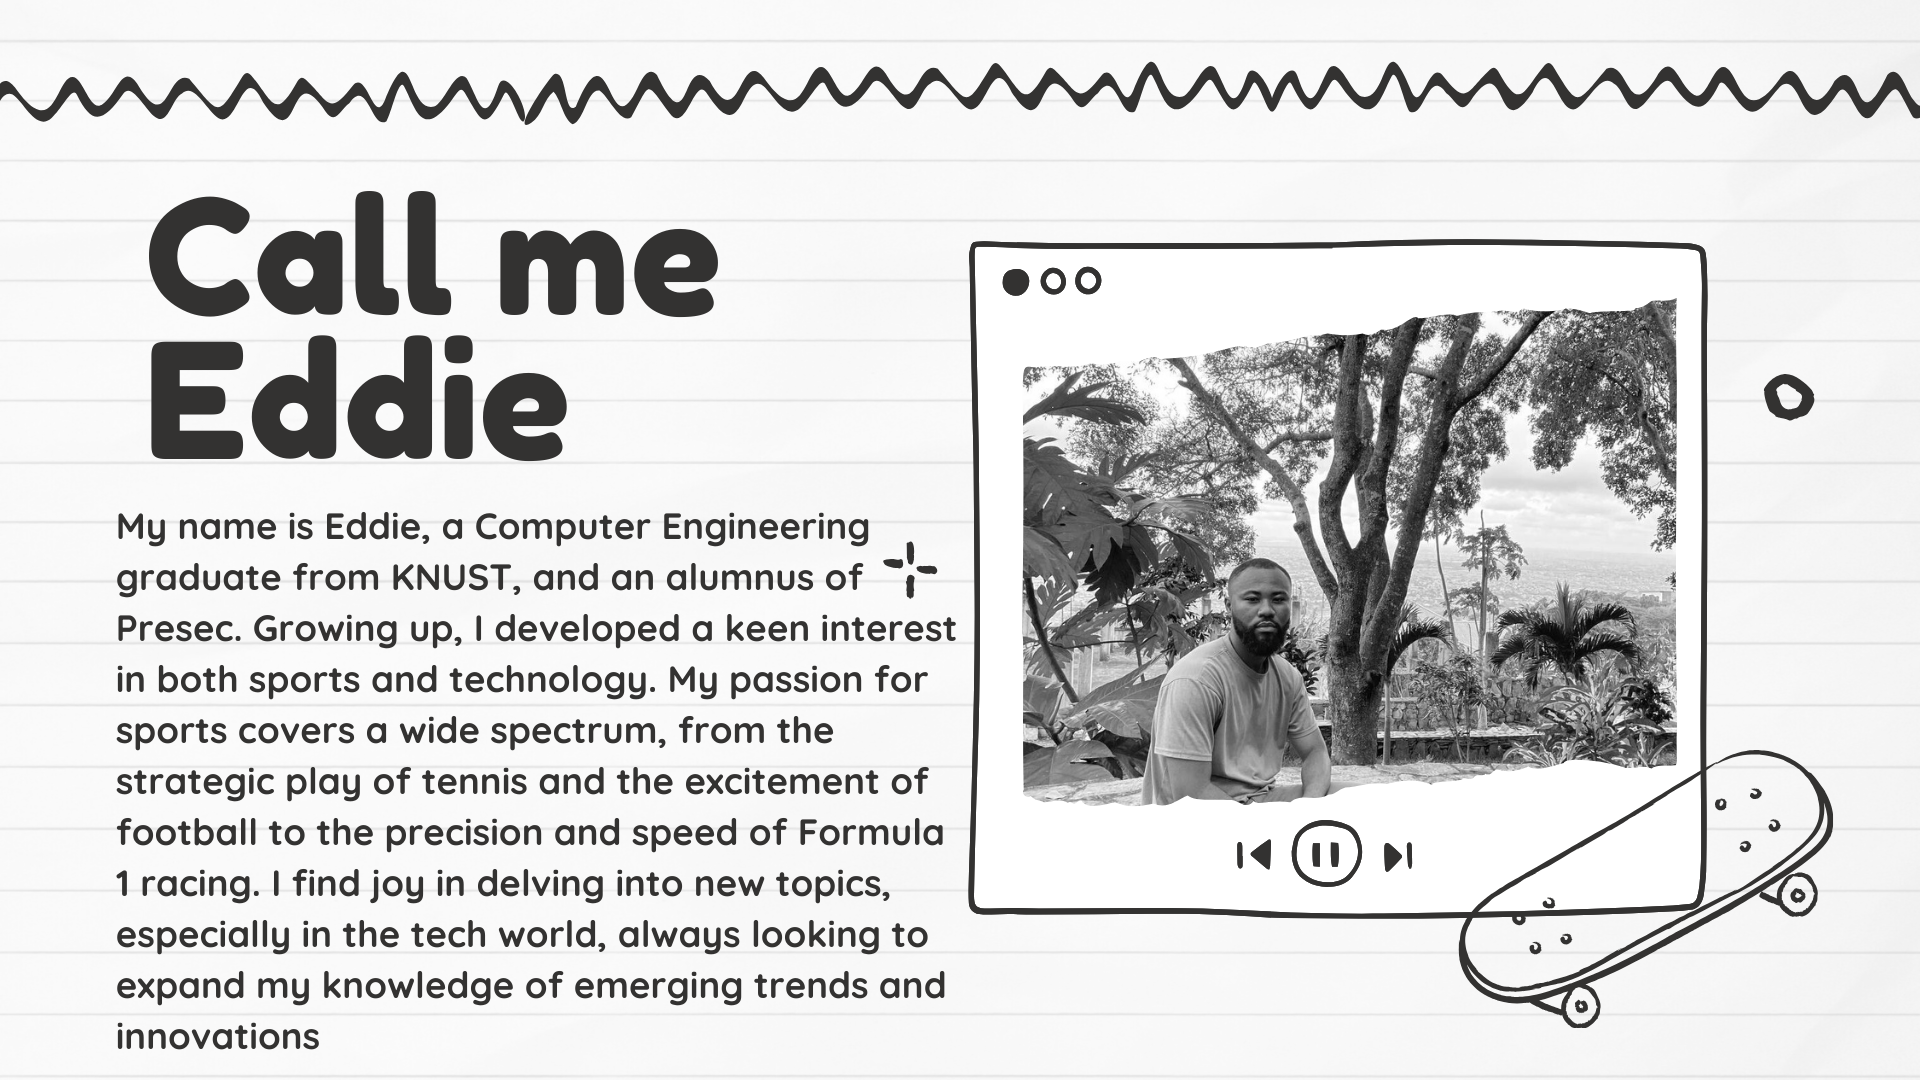 Call me
Eddie
My name is Eddie, a Computer Engineering
graduate from KNUST, and an alumnus of
Presec. Growing up, I developed a keen interest
in both sports and technology. My passion for
sports covers a wide spectrum, from the
strategic play of tennis and the excitement of
football to the precision and speed of Formula
1 racing. I find joy in delving into new topics,
especially in the tech world, always looking to
expand my knowledge of emerging trends and
innovations